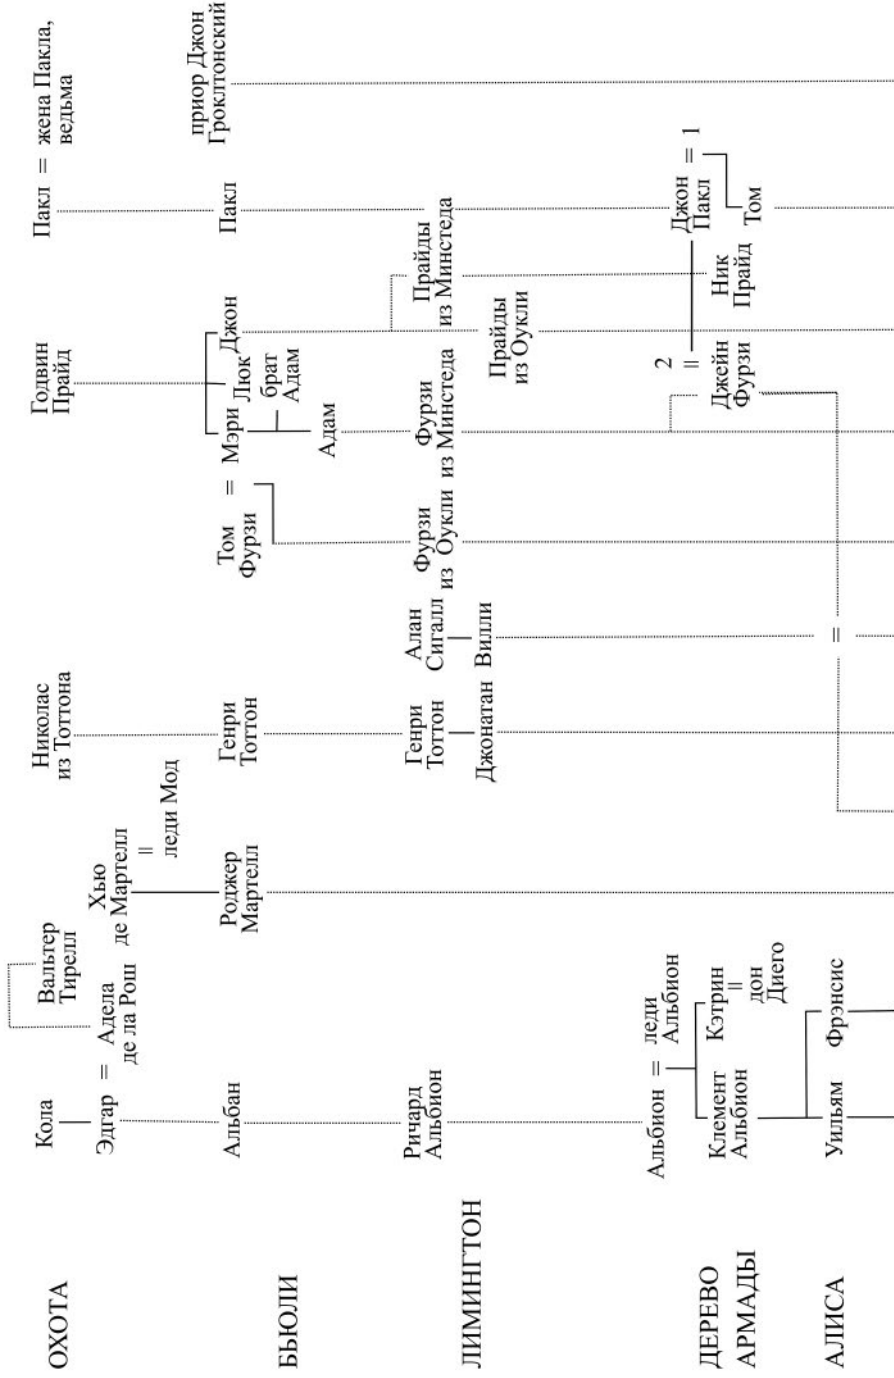 ОХОТА
Кола
Эдгар = Адела
де ла Рош
Вальтер
Тирелл
Хью
де Мартелл
=
леди Мод
Николас
из Тоттона
Годвин
Прайд
Пакл = жена Пакла,
ведьма
БЬЮЛИ
Альбан
Роджер
Мартелл
Генри
Тоттон
Том
Фурзи
=
Мэри
Люк
Джон
брат
Адам
Адам
Пакл
приор Джон
Гроклтонский
ЛИМИНГТОН
Ричард
Альбион
Генри
Тоттон
Джонатан
Алан
Сигалл
Вилли
Фурзи
из Оукли
Фурзи
из Минстеда
Прайды
из Оукли
Прайды
из Минстеда
ДЕРЕВО
АРМАДЫ
Альбион = леди
Альбион
Клемент
Альбион
Кэтрин
=
дон
Диего
2
=
Джейн
Фурзи
Ник
Прайд
Джон
Пакл
= 1
Том
АЛИСА
Уильям
Фрэнсис
=